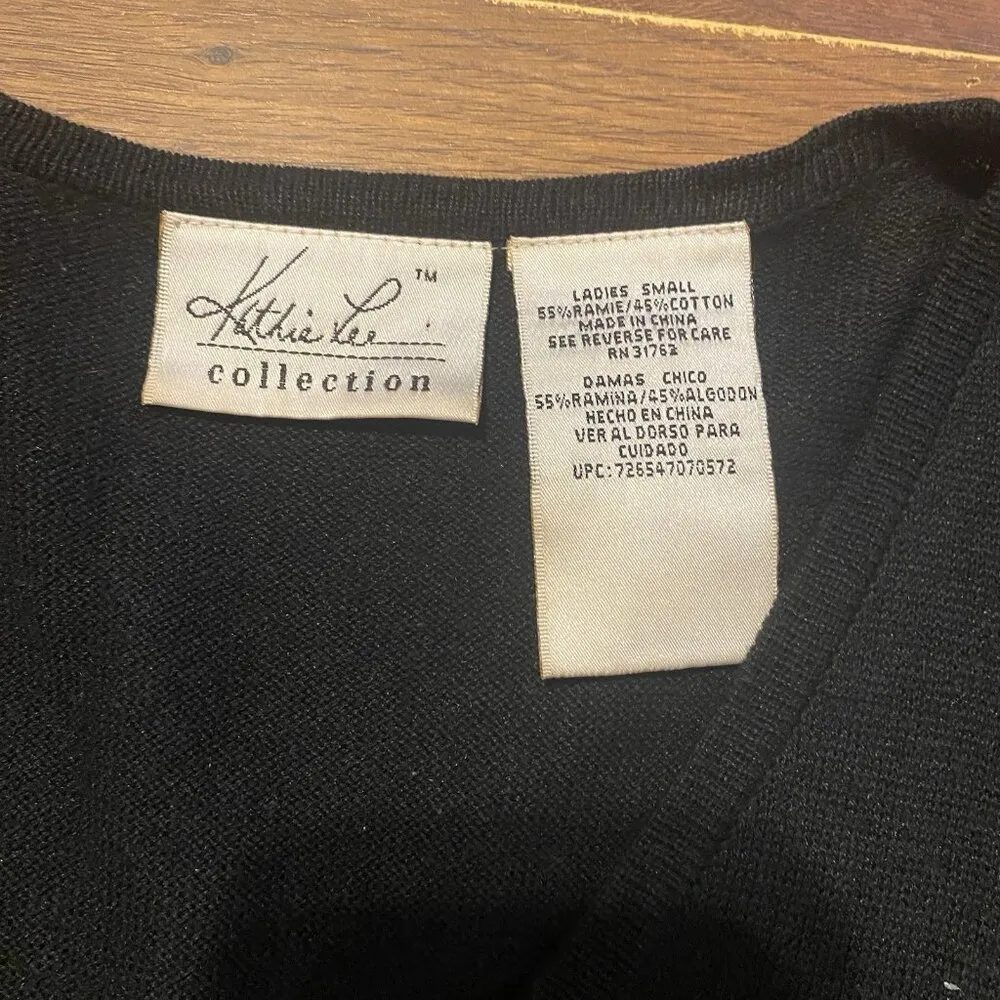 Kathie Lee ™
collection
LADIES SMALL
55%RAMIE/45%COTTON
MADE IN CHINA
SEE REVERSE FOR CARE
RN 31762
DAMAS CHICO
55%RAMINA/45%ALGODON
HECHO EN CHINA
VER AL DORSO PARA
CUIDADO
UPC:726547070572